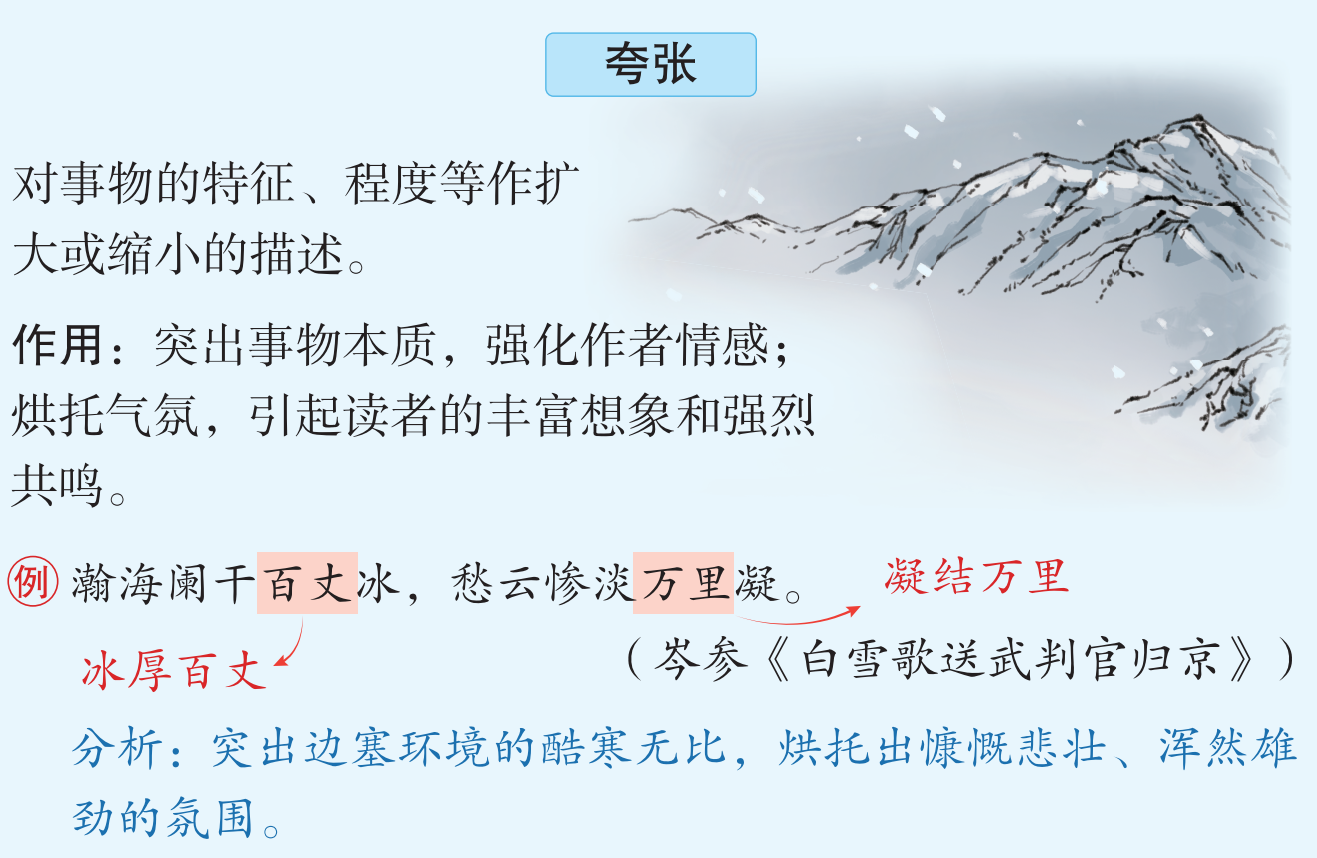 夸张
对事物的特征、程度等作扩
大或缩小的描述。
作用：突出事物本质，强化作者情感；
烘托气氛，引起读者的丰富想象和强烈
共鸣。
例 瀚海阑干百丈冰，愁云惨淡万里凝。 凝结万里
冰厚百丈 （岑参《白雪歌送武判官归京》）
分析：突出边塞环境的酷寒无比，烘托出慷慨悲壮、浑然雄
劲的氛围。